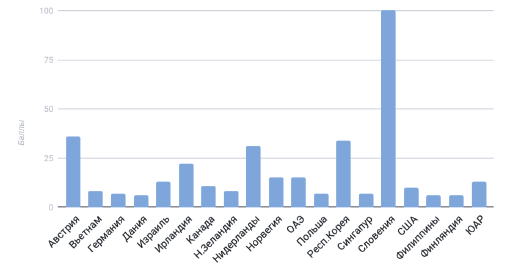 100
75
50
25
0
Баллы
Австрия
Вьетнам
Германия
Дания
Израиль
Ирландия
Канада
Н.Зеландия
Нидерланды
Норвегия
ОАЭ
Польша
Респ.Корея
Сингапур
Словения
США
Филиппины
Финляндия
ЮАР